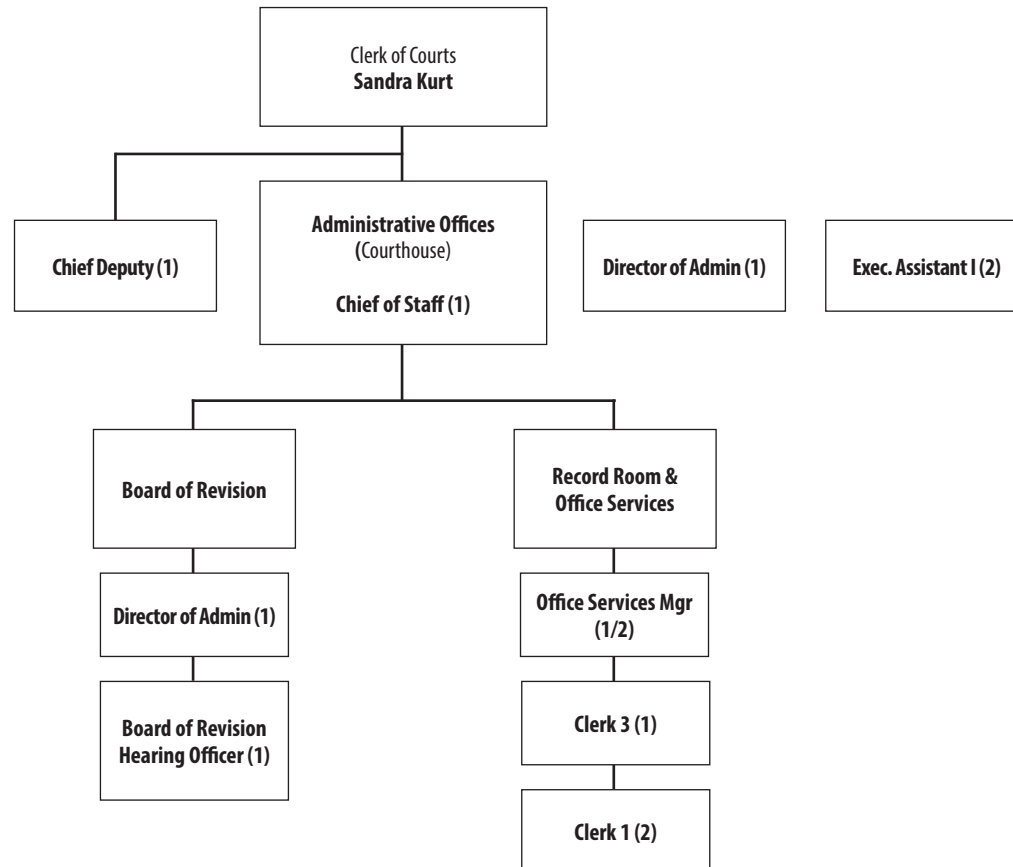 Clerk of Courts
Sandra Kurt
Administrative Offices
(Courthouse)
Chief of Staff (1)
Chief Deputy (1)
Director of Admin (1)
Exec. Assistant I (2)
Board of Revision
Record Room &
Office Services
Director of Admin (1)
Office Services Mgr
(1/2)
Board of Revision
Hearing Officer (1)
Clerk 3 (1)
Clerk 1 (2)